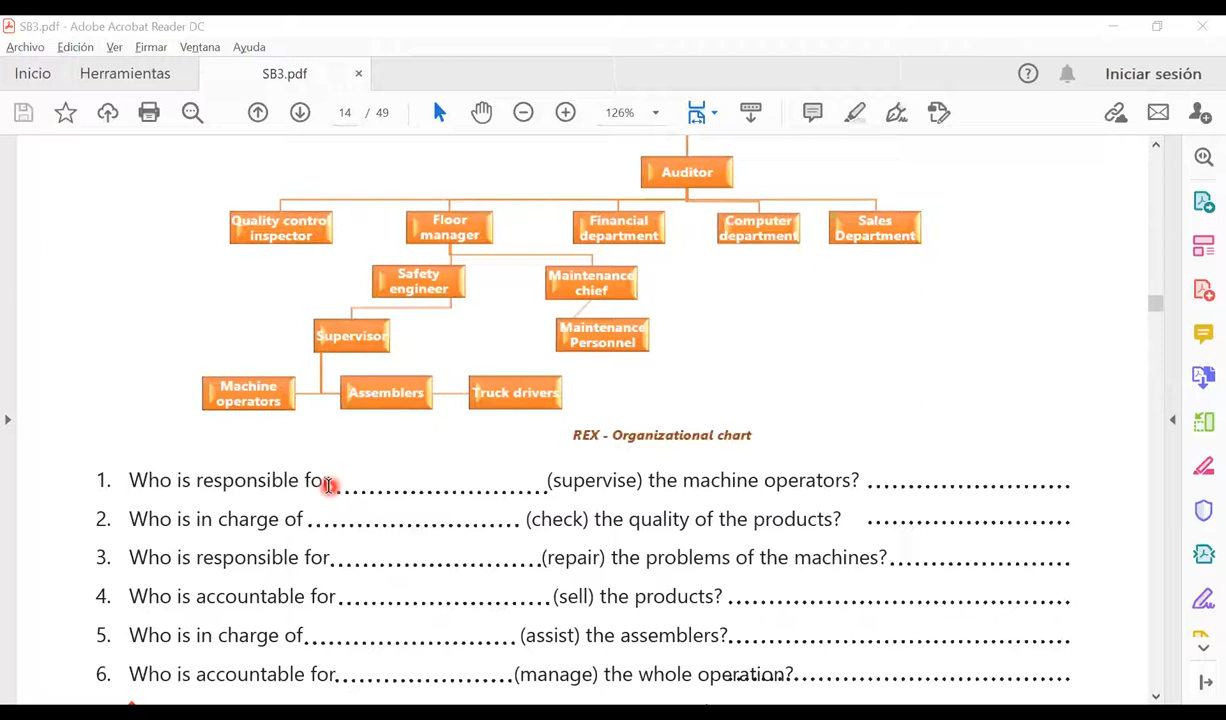 SB3.pdf - Adobe Acrobat Reader DC
Archivo Edición Ver Firmar Ventana Ayuda
Inicio Herramientas SB3.pdf × Iniciar sesión
14 / 49 126%
Auditor
Quality contro
inspector
Floor
manager
Financial
department
Computer
department
Sales
Department
Safety
engineer
Maintenance
chief
Supervisor
Maintenance
Personnel
Machine
operators
Assemblers
Truck drivers
REX - Organizational chart
1. Who is responsible for........................(supervise) the machine operators? ........................
2. Who is in charge of ........................ (check) the quality of the products? ........................
3. Who is responsible for........................(repair) the problems of the machines?.....................
4. Who is accountable for........................(sell) the products? .......................................
5. Who is in charge of........................ (assist) the assemblers?.......................................
6. Who is accountable for.....................(manage) the whole operation?.................................